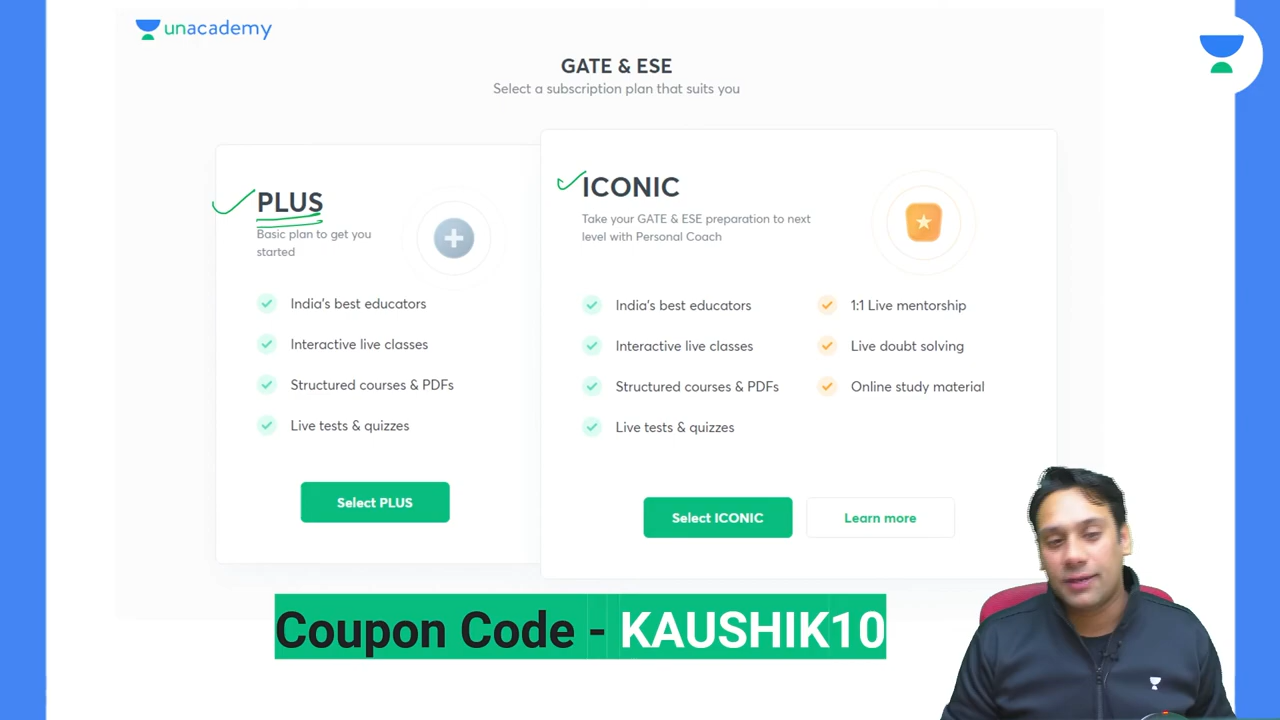 unacademy
GATE & ESE
Select a subscription plan that suits you
PLUS
Basic plan to get you
started
India's best educators
Interactive live classes
Structured courses & PDFs
Live tests & quizzes
Select PLUS
ICONIC
Take your GATE & ESE preparation to next
level with Personal Coach
India's best educators
Interactive live classes
Structured courses & PDFs
Live tests & quizzes
1:1 Live mentorship
Live doubt solving
Online study material
Select ICONIC
Learn more
Coupon Code - KAUSHIK10